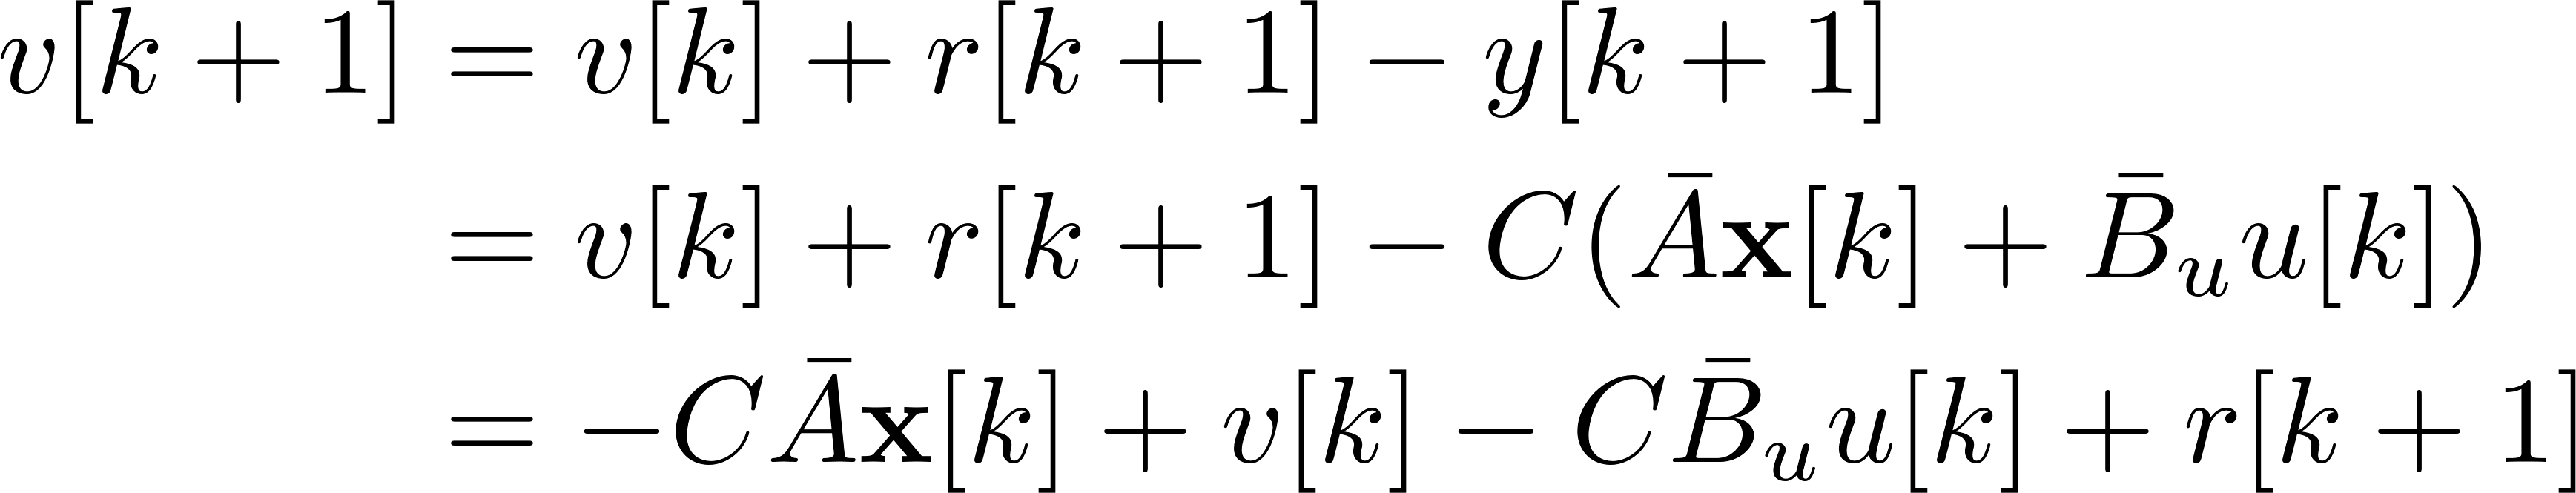 v[k + 1] = v[k] + r[k + 1] − y[k + 1]
= v[k] + r[k + 1] − C(Āx[k] + B̄ᵤu[k])
= −CĀx[k] + v[k] − CB̄ᵤu[k] + r[k + 1]